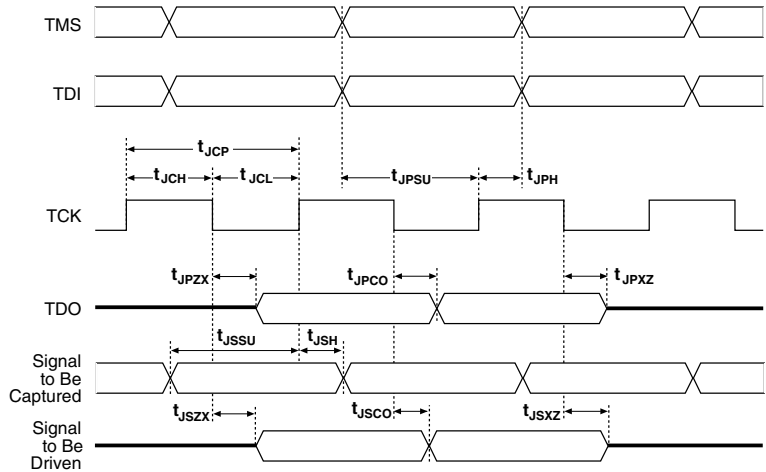 TMS
TDI
tJCP
tJCH
tJCL
tJPSU
tJPH
TCK
tJPZX
tJPCO
tJPXZ
TDO
tJSSU
tJSH
Signal
to Be
Captured
tJSZX
tJSCO
tJSXZ
Signal
to Be
Driven